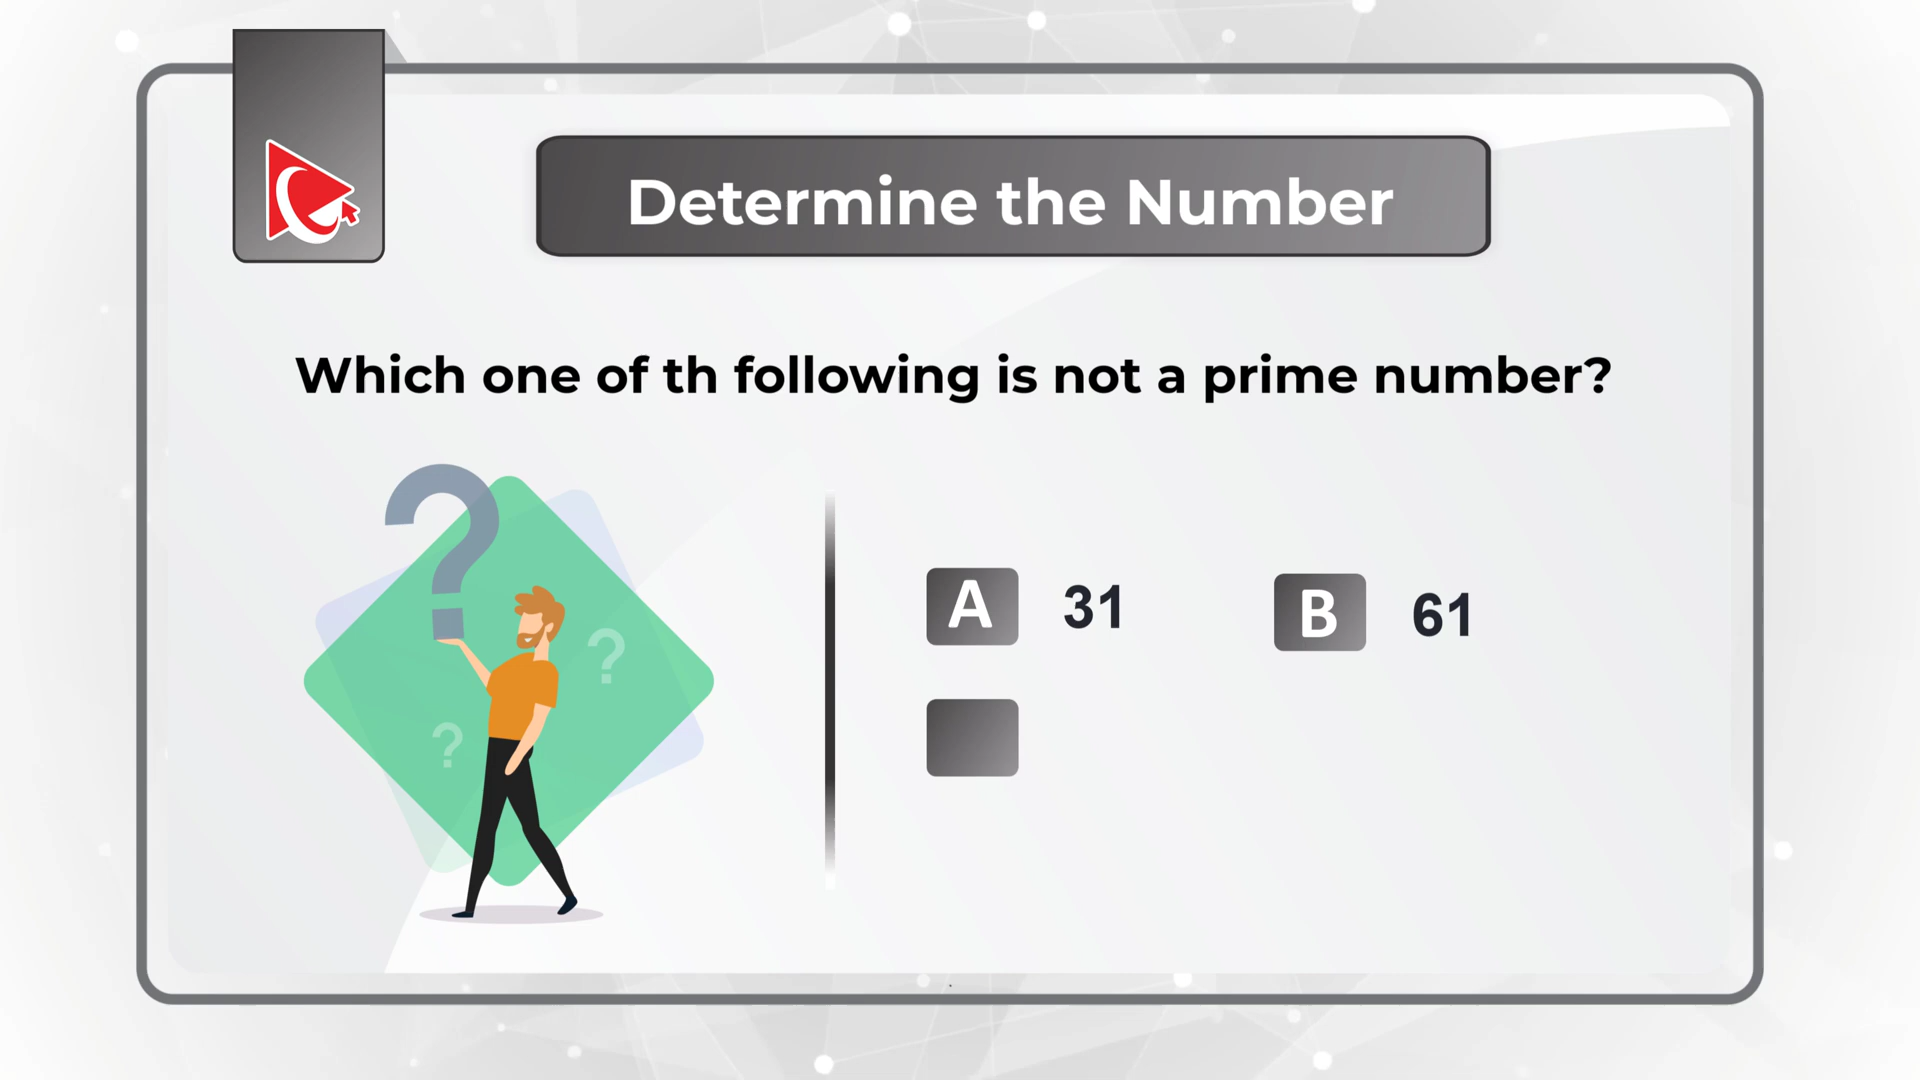 Determine the Number
Which one of th following is not a prime number?
?
?
?
A 31 B 61